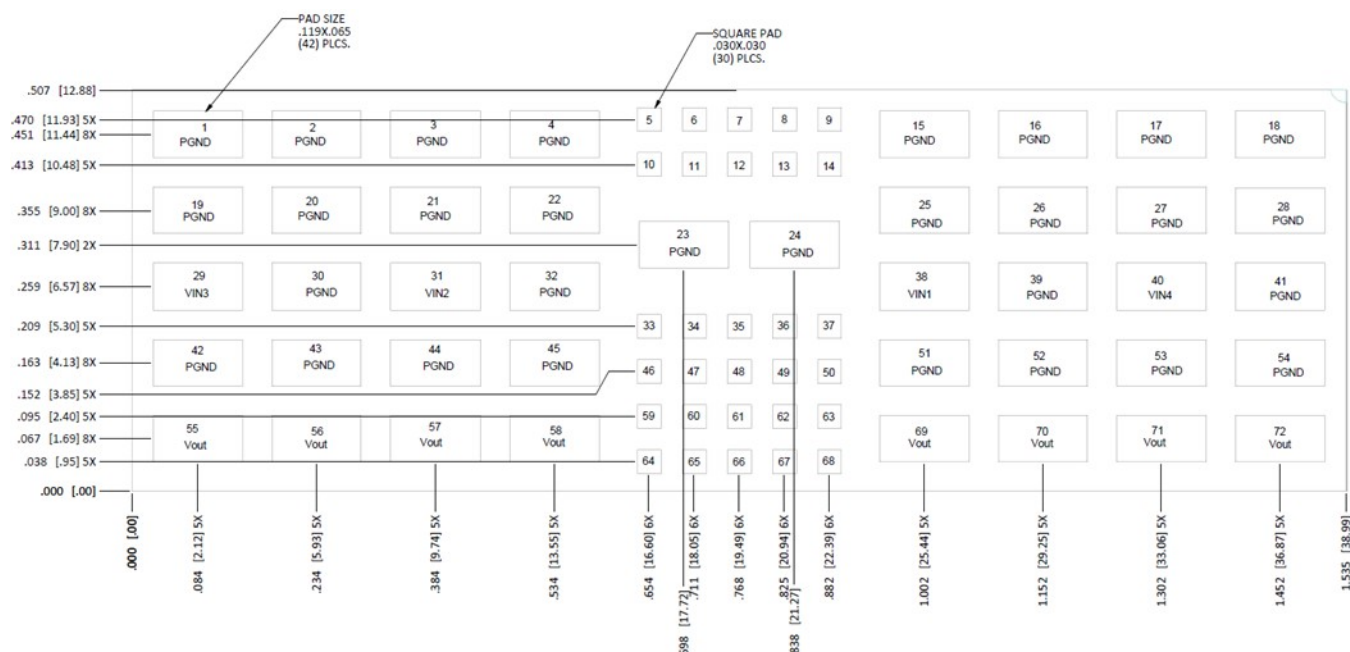 PAD SIZE
.119X.065
(42) PLCS.
SQUARE PAD
.030X.030
(30) PLCS.
.507 [12.88]
.470 [11.93] 5X
.451 [11.44] 8X
.413 [10.48] 5X
.355 [9.00] 8X
.311 [7.90] 2X
.259 [6.57] 8X
.209 [5.30] 5X
.163 [4.13] 8X
.152 [3.85] 5X
.095 [2.40] 5X
.067 [1.69] 8X
.038 [.95] 5X
.000 [.00]
1 2 3 4 5 6 7 8 9 15 16 17 18
PGND PGND PGND PGND PGND PGND PGND PGND
10 11 12 13 14
19 20 21 22 25 26 27 28
PGND PGND PGND PGND PGND PGND PGND PGND
23 24
PGND PGND
29 30 31 32 38 39 40 41
VIN3 PGND VIN2 PGND VIN1 PGND VIN4 PGND
33 34 35 36 37
42 43 44 45 51 52 53 54
PGND PGND PGND PGND PGND PGND PGND PGND
46 47 48 49 50
59 60 61 62 63
55 56 57 58 69 70 71 72
Vout Vout Vout Vout Vout Vout Vout Vout
64 65 66 67 68
.000 [.00]
.084 [2.12] 5X
.234 [5.93] 5X
.384 [9.74] 5X
.534 [13.55] 5X
.654 [16.60] 6X
698 [17.72]
.711 [18.05] 6X
.768 [19.49] 6X
.825 [20.94] 6X
838 [21.27]
.882 [22.39] 6X
1.002 [25.44] 5X
1.152 [29.25] 5X
1.302 [33.06] 5X
1.452 [36.87] 5X
1.535 [38.99]